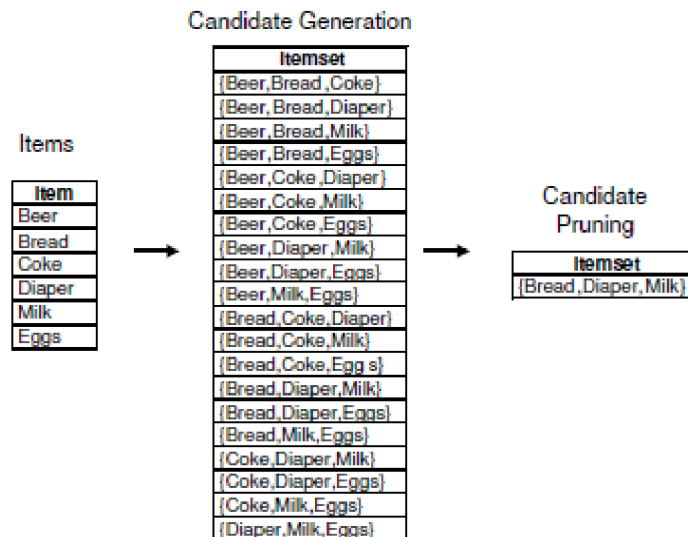 Candidate Generation
Items
Item
Beer
Bread
Coke
Diaper
Milk
Eggs
Itemset
{Beer,Bread,Coke}
{Beer,Bread,Diaper}
{Beer,Bread,Milk}
{Beer,Bread,Eggs}
{Beer,Coke,Diaper}
{Beer,Coke,Milk}
{Beer,Coke,Eggs}
{Beer,Diaper,Milk}
{Beer,Diaper,Eggs}
{Beer,Milk,Eggs}
{Bread,Coke,Diaper}
{Bread,Coke,Milk}
{Bread,Coke,Eggs}
{Bread,Diaper,Milk}
{Bread,Diaper,Eggs}
{Bread,Milk,Eggs}
{Coke,Diaper,Milk}
{Coke,Diaper,Eggs}
{Coke,Milk,Eggs}
{Diaper,Milk,Eggs}
Candidate
Pruning
Itemset
{Bread,Diaper,Milk}